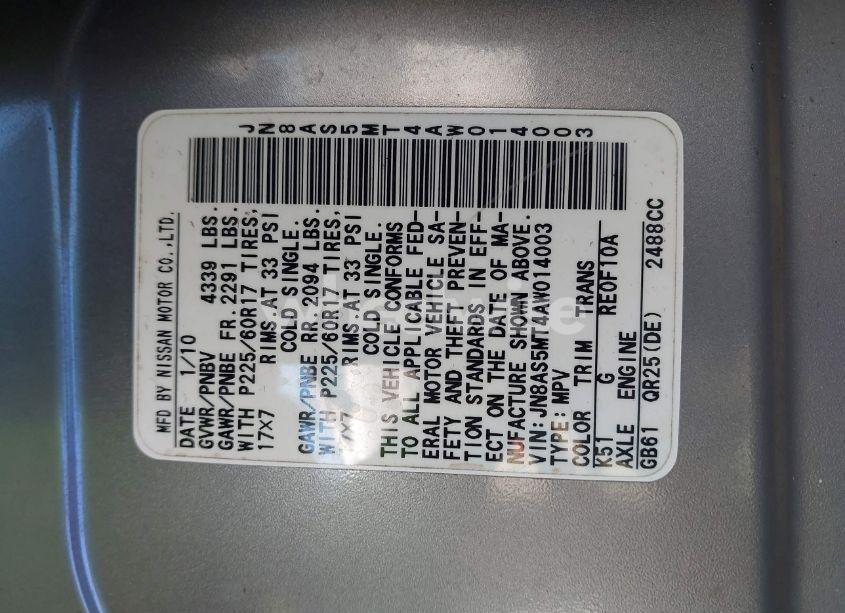 JN8AS5MT4AW014003
MFD BY NISSAN MOTOR CO.,LTD.
DATE 1/10
GVWR/PNBV 4339 LBS.
GAWR/PNBE FR.2291 LBS.
WITH P225/60R17 TIRES,
17X7 RIMS.AT 33 PSI
COLD SINGLE.
GAWR/PNBE RR.2094 LBS.
WITH P225/60R17 TIRES,
17X7 RIMS.AT 33 PSI
COLD SINGLE.
THIS VEHICLE CONFORMS
TO ALL APPLICABLE FED-
ERAL MOTOR VEHICLE SA-
FETY AND THEFT PREVEN-
TION STANDARDS IN EFF-
ECT ON THE DATE OF MA-
NUFACTURE SHOWN ABOVE.
VIN:JN8AS5MT4AW014003
TYPE:MPV
COLOR TRIM TRANS
K51 G RE0F10A
AXLE ENGINE
GB61 QR25(DE) 2488CC